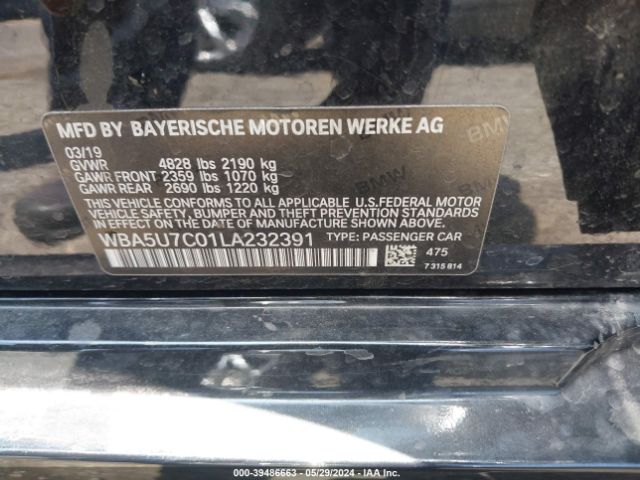 MFD BY BAYERISCHE MOTOREN WERKE AG
03/19
GVWR 4828 lbs 2190 kg
GAWR FRONT 2359 lbs 1070 kg
GAWR REAR 2690 lbs 1220 kg
THIS VEHICLE CONFORMS TO ALL APPLICABLE U.S.FEDERAL MOTOR
VEHICLE SAFETY, BUMPER AND THEFT PREVENTION STANDARDS
IN EFFECT ON THE DATE OF MANUFACTURE SHOWN ABOVE.
WBA5U7C01LA232391 TYPE: PASSENGER CAR
475
7 315 814
BMW
BMW
000-39486663 - 05/29/2024 - IAA Inc.